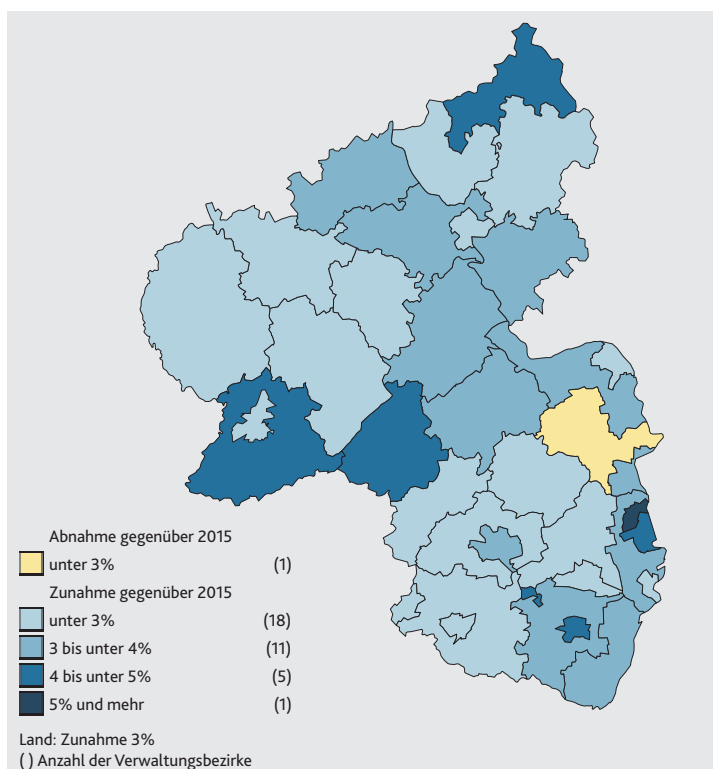 Abnahme gegenüber 2015
unter 3% (1)
Zunahme gegenüber 2015
unter 3% (18)
3 bis unter 4% (11)
4 bis unter 5% (5)
5% und mehr (1)
Land: Zunahme 3%
( ) Anzahl der Verwaltungsbezirke